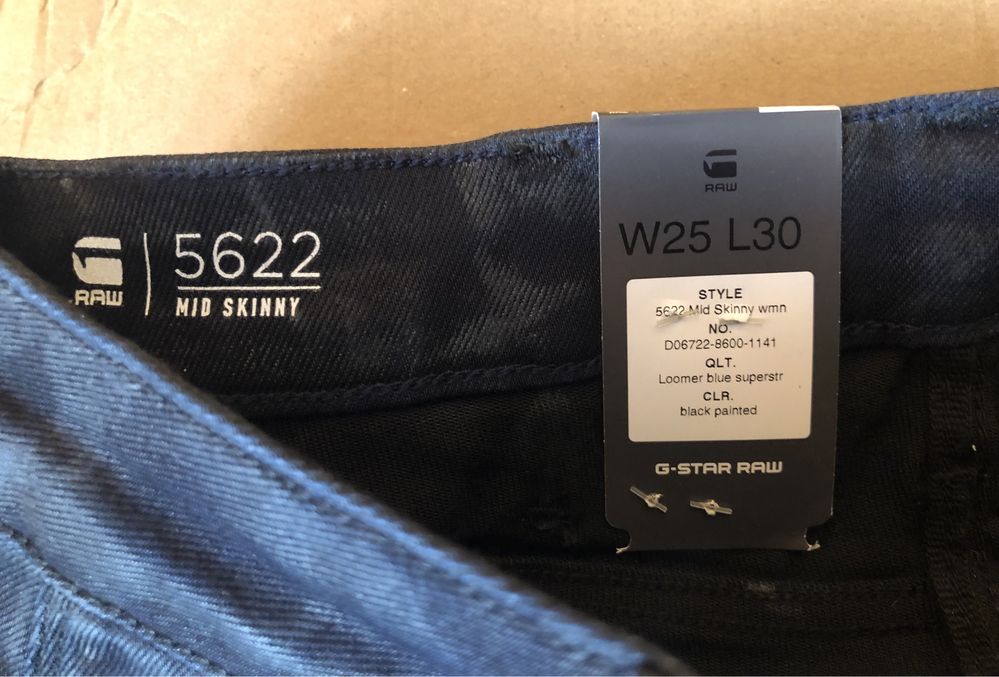 RAW
5622
MID SKINNY
RAW
W25 L30
STYLE
5622 Mid Skinny wmn
NO.
D06722-8600-1141
QLT.
Loomer blue superstr
CLR.
black painted
G-STAR RAW